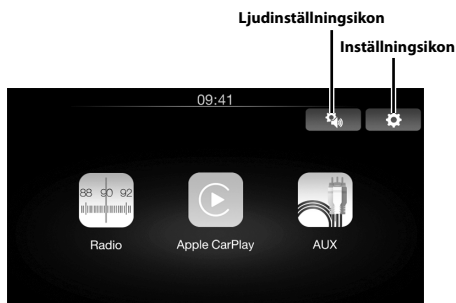 Ljudinställningsikon
Inställningsikon
09:41
88 90 92
Radio
Apple CarPlay
AUX